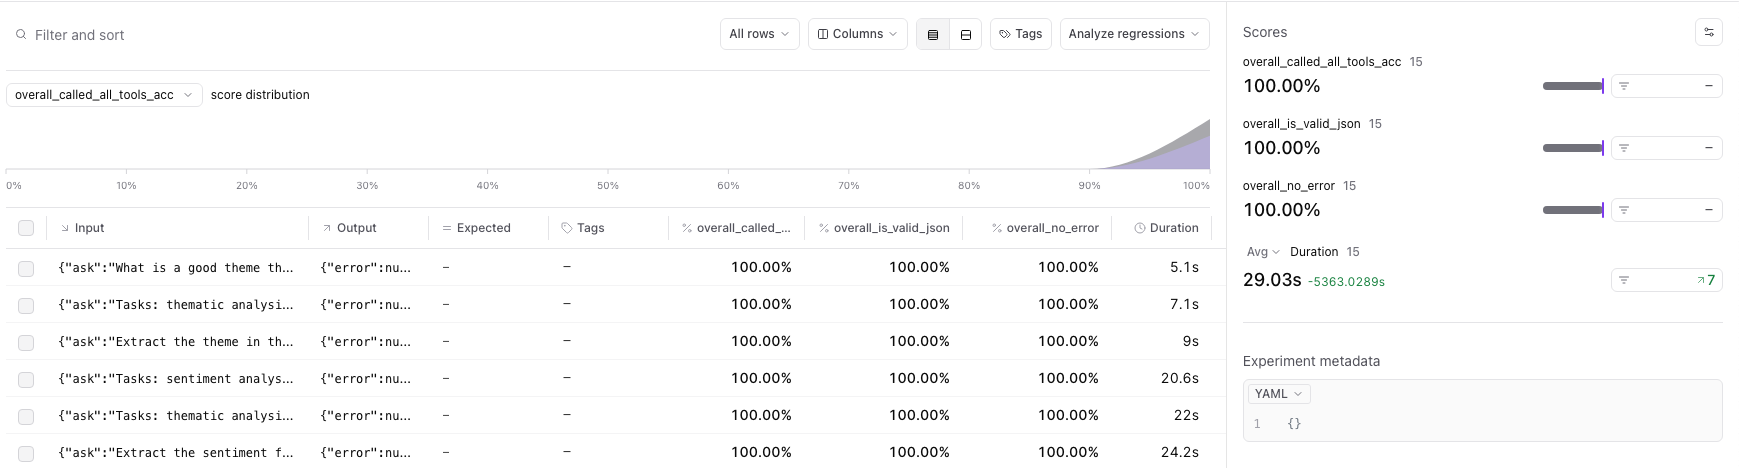 Filter and sort
All rows
Columns
Tags
Analyze regressions
overall_called_all_tools_acc score distribution
0% 10% 20% 30% 40% 50% 60% 70% 80% 90% 100%
Input Output Expected Tags overall_called_... overall_is_valid_json overall_no_error Duration
{"ask":"What is a good theme th... {"error":nu... – – 100.00% 100.00% 100.00% 5.1s
{"ask":"Tasks: thematic analysi... {"error":nu... – – 100.00% 100.00% 100.00% 7.1s
{"ask":"Extract the theme in th... {"error":nu... – – 100.00% 100.00% 100.00% 9s
{"ask":"Tasks: sentiment analys... {"error":nu... – – 100.00% 100.00% 100.00% 20.6s
{"ask":"Tasks: thematic analysi... {"error":nu... – – 100.00% 100.00% 100.00% 22s
{"ask":"Extract the sentiment f... {"error":nu... – – 100.00% 100.00% 100.00% 24.2s
Scores
overall_called_all_tools_acc 15
100.00% –
overall_is_valid_json 15
100.00% –
overall_no_error 15
100.00% –
Avg Duration 15
29.03s -5363.0289s 7
Experiment metadata
YAML
1 {}